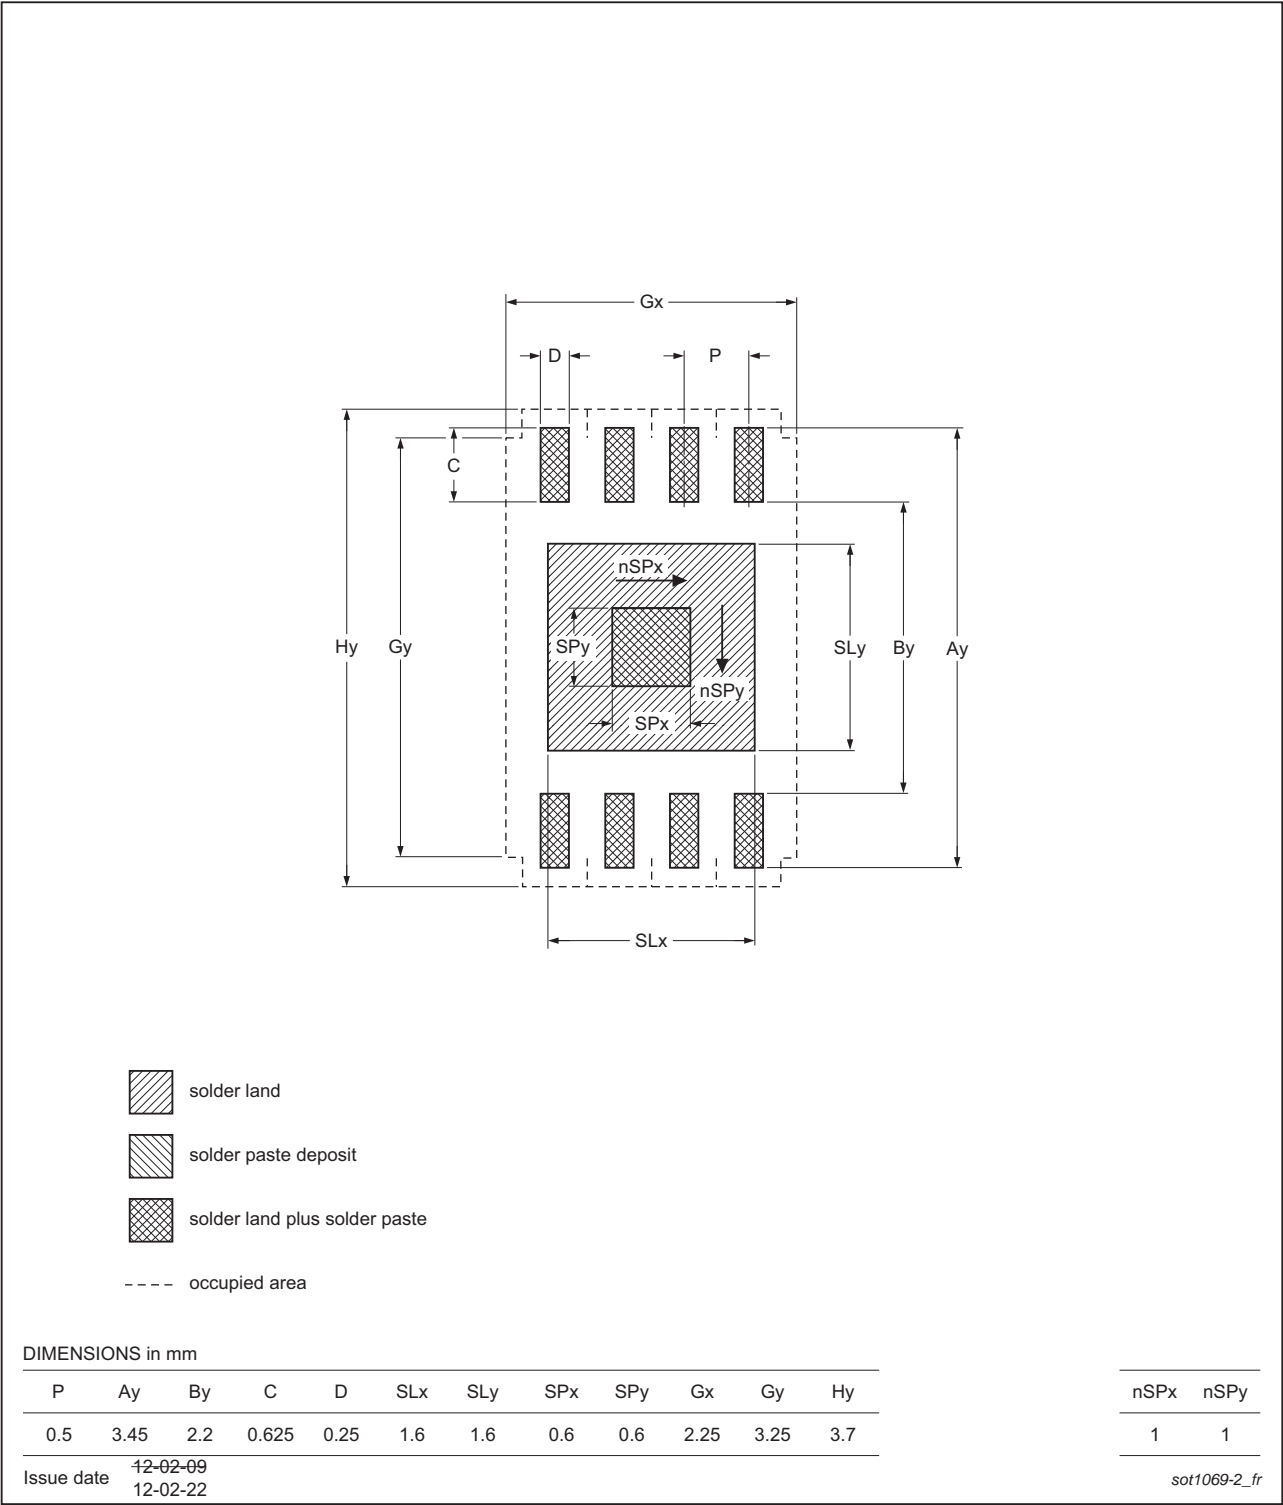 Gx
D P
C
nSPx
Hy Gy SPy SLy By Ay
nSPy
SPx
SLx
solder land
solder paste deposit
solder land plus solder paste
occupied area
DIMENSIONS in mm
P Ay By C D SLx SLy SPx SPy Gx Gy Hy nSPx nSPy
0.5 3.45 2.2 0.625 0.25 1.6 1.6 0.6 0.6 2.25 3.25 3.7 1 1
Issue date 12-02-09
12-02-22
sot1069-2_fr